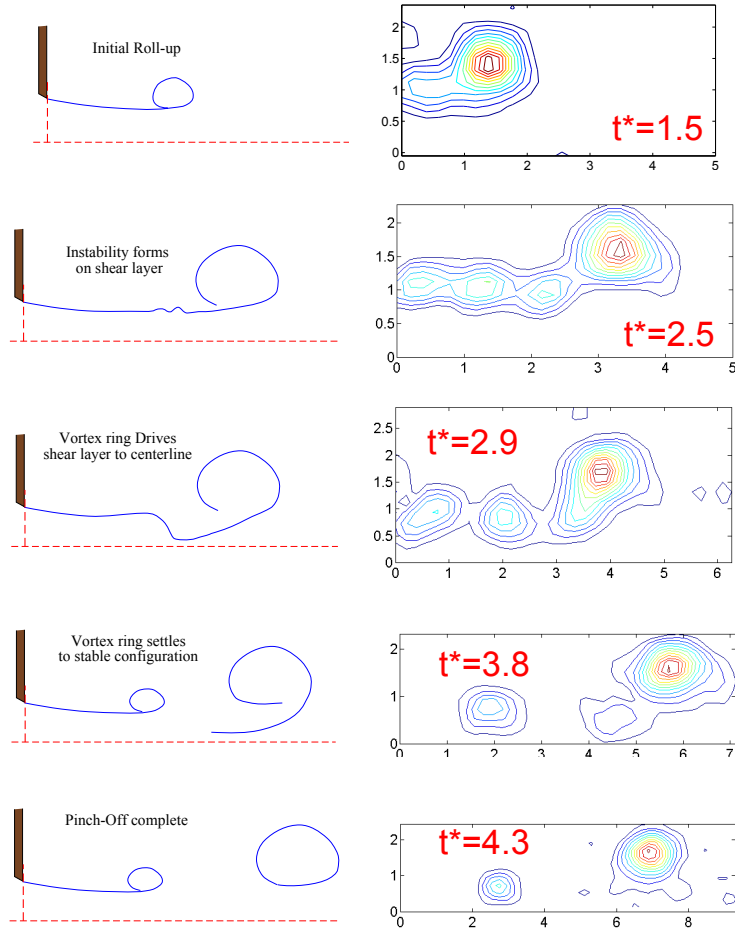 Initial Roll-up
2
1.5
1
0.5
0
t*=1.5
0 1 2 3 4 5
Instability forms
on shear layer
2
1.5
1
0.5
0
t*=2.5
0 1 2 3 4 5
Vortex ring Drives
shear layer to centerline
2.5
2
1.5
1
0.5
0
t*=2.9
0 1 2 3 4 5 6
Vortex ring settles
to stable configuration
2
1
0
t*=3.8
0 1 2 3 4 5 6 7
Pinch-Off complete
2
1
0
t*=4.3
0 2 4 6 8